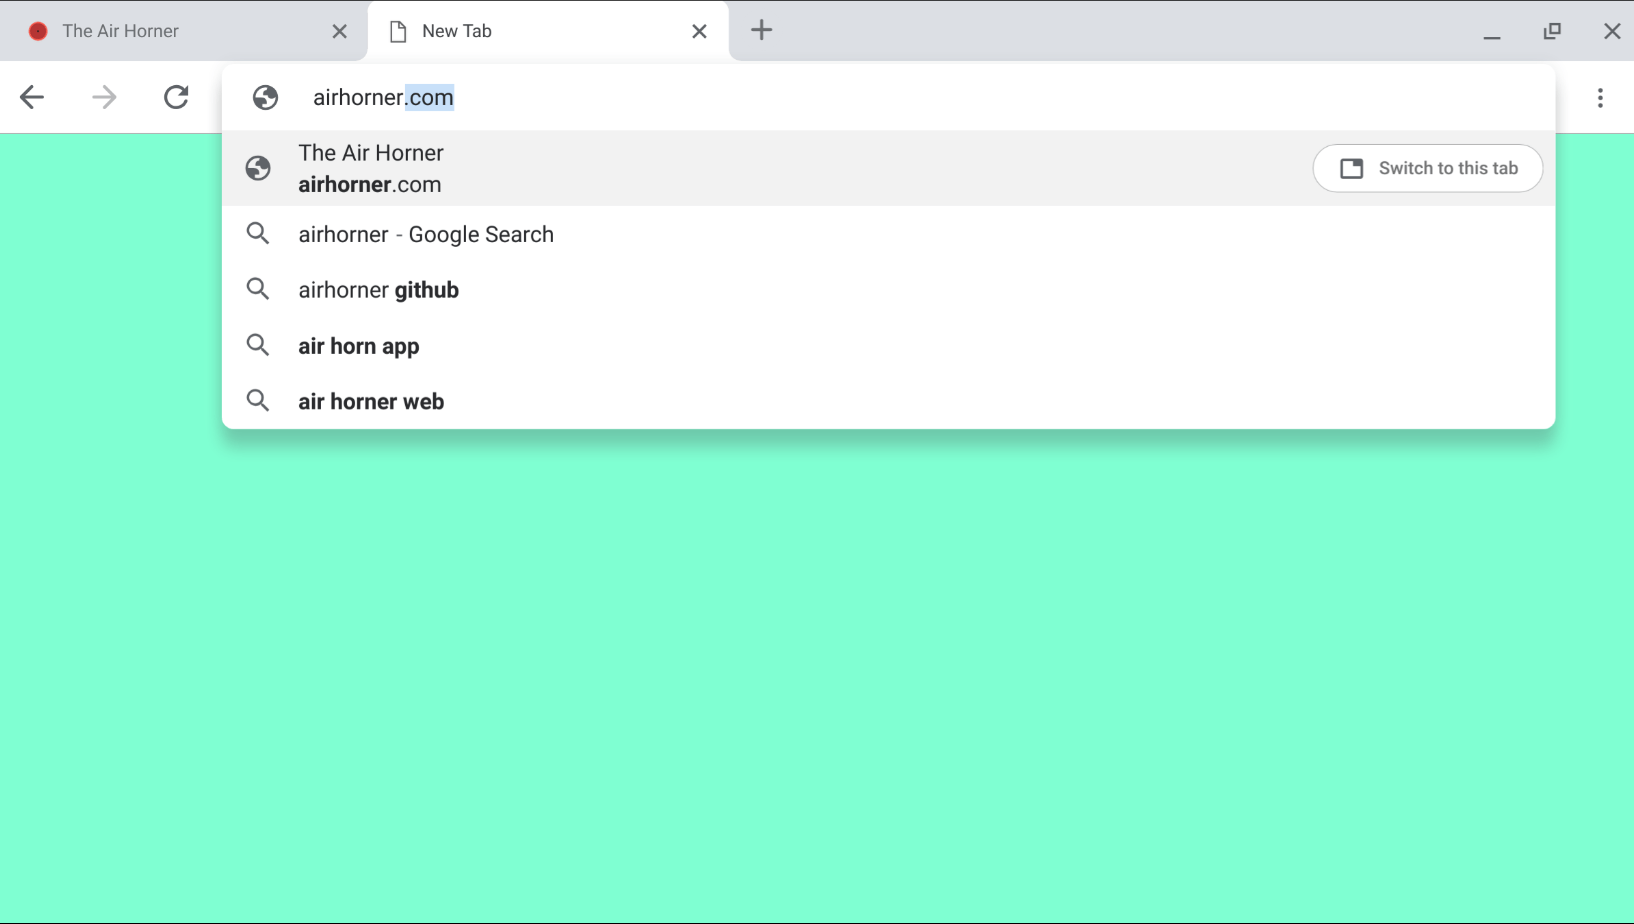 The Air Horner
New Tab
airhorner.com
The Air Horner
airhorner.com
Switch to this tab
airhorner - Google Search
airhorner github
air horn app
air horner web